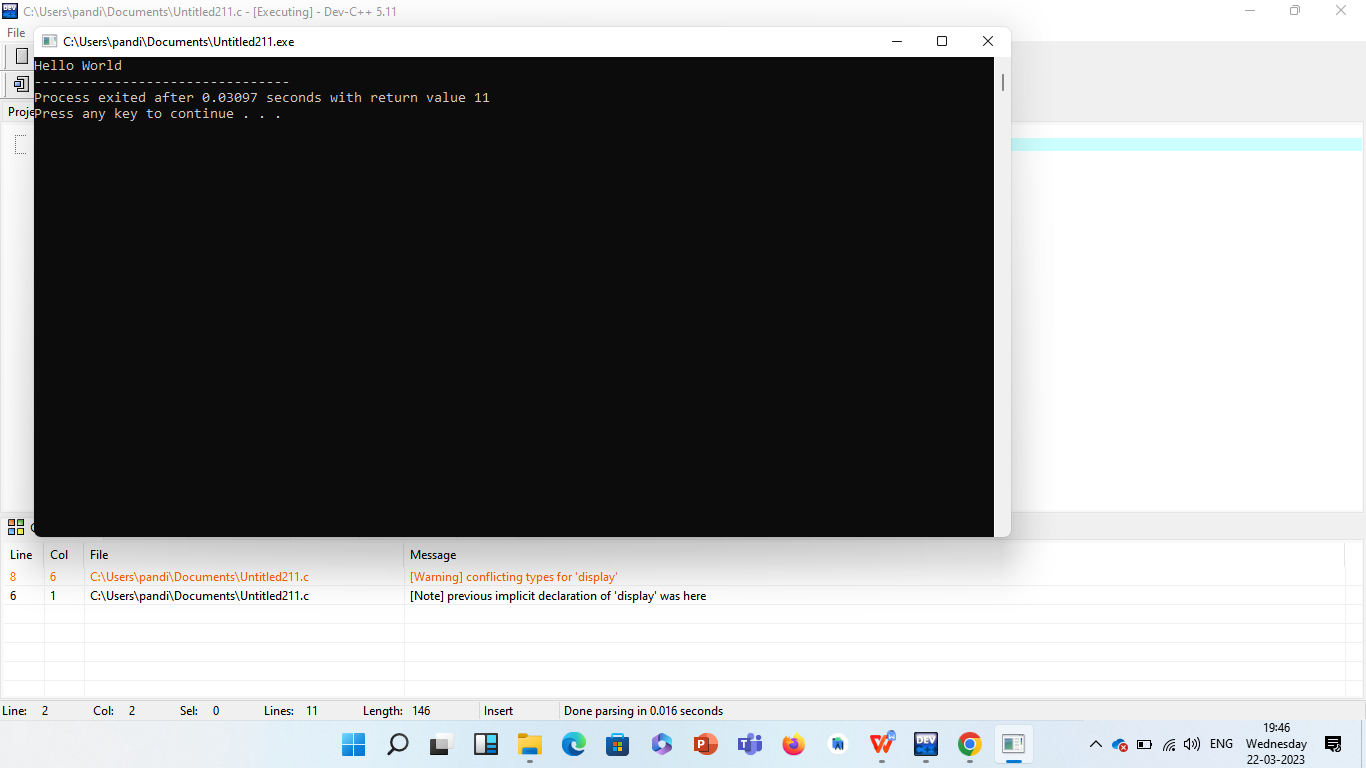 C:\Users\pandi\Documents\Untitled211.c - [Executing] - Dev-C++ 5.11
File
C:\Users\pandi\Documents\Untitled211.exe
Hello World
--------------------------------
Process exited after 0.03097 seconds with return value 11
Press any key to continue . . .
Line Col File Message
8 6 C:\Users\pandi\Documents\Untitled211.c [Warning] conflicting types for 'display'
6 1 C:\Users\pandi\Documents\Untitled211.c [Note] previous implicit declaration of 'display' was here
Line: 2 Col: 2 Sel: 0 Lines: 11 Length: 146 Insert Done parsing in 0.016 seconds
DEV
ENG
19:46
Wednesday
22-03-2023